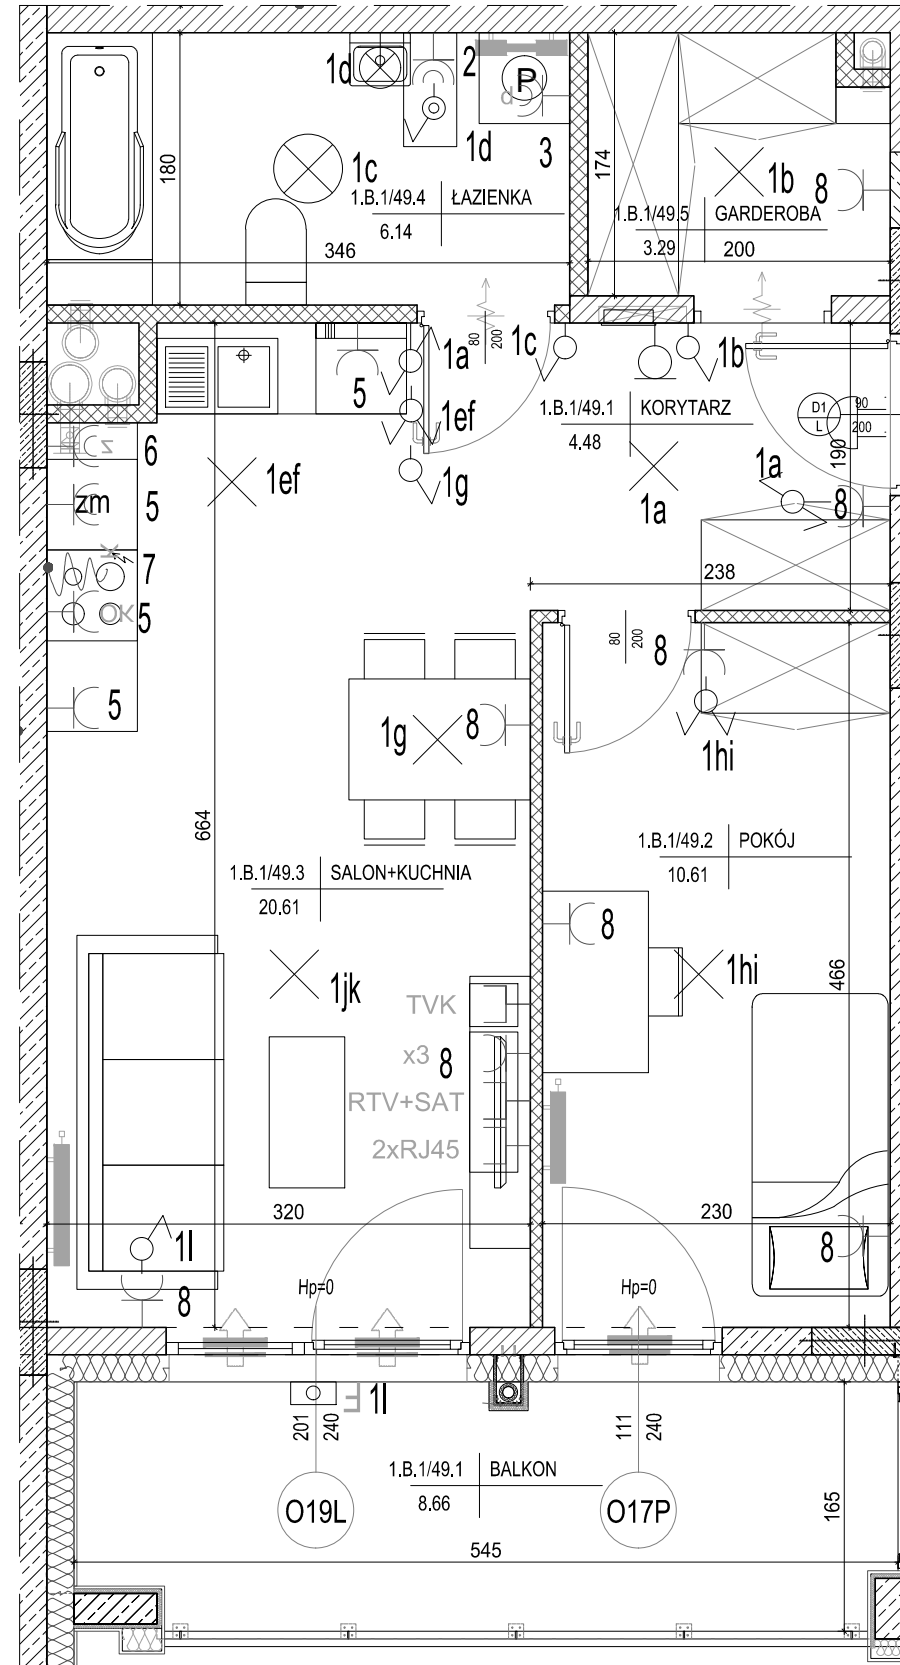 1d
2
P
d
180
1c
1d
3
174
1b
8
1.B.1/49.4 ŁAZIENKA
6.14
1.B.1/49.5 GARDEROBA
3.29
346
200
80
200
1a
1c
1b
5
1ef
1.B.1/49.1 KORYTARZ
4.48
D1
L
90
200
190
6
1ef
1g
1a
1a
8
zm
5
7
OK
5
238
80
200
8
5
1g
8
1hi
664
1.B.1/49.3 SALON+KUCHNIA
20.61
1.B.1/49.2 POKÓJ
10.61
8
466
1jk
1hi
TVK
x3
8
RTV+SAT
2xRJ45
320
230
1l
8
8
Hp=0
Hp=0
1l
201
240
111
240
1.B.1/49.1 BALKON
8.66
O19L
O17P
165
545